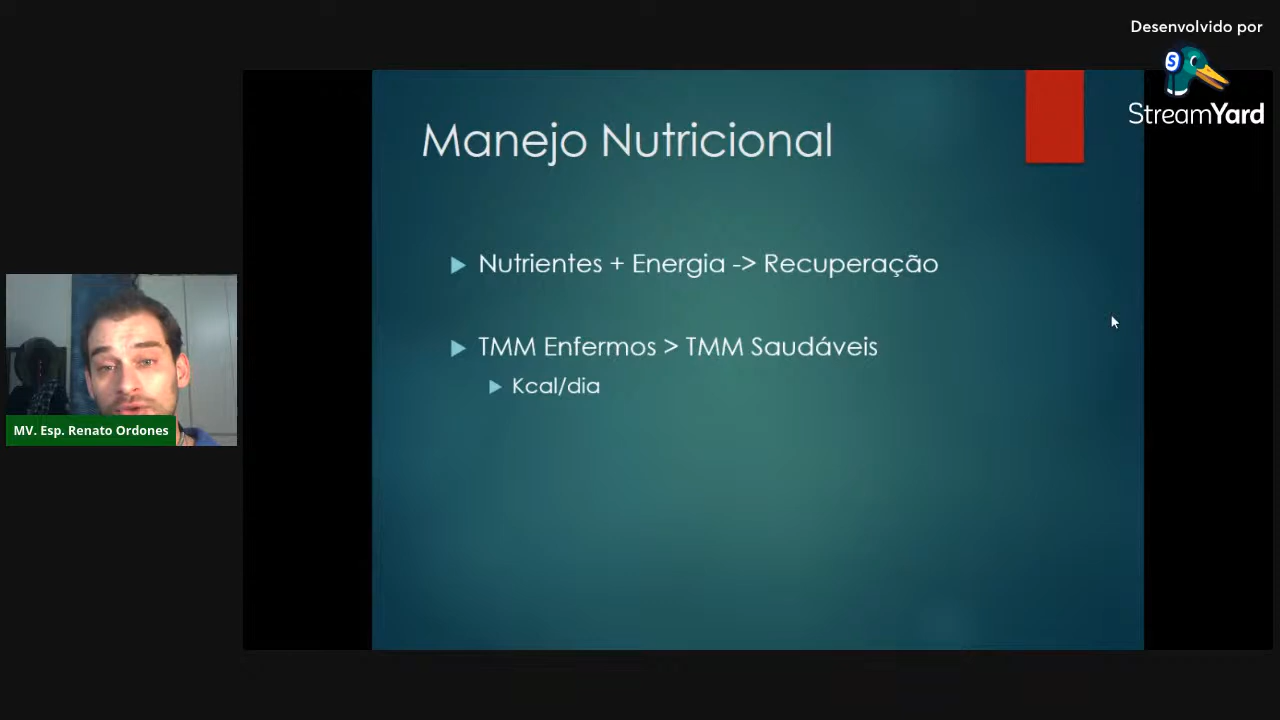 Desenvolvido por
S
StreamYard
Manejo Nutricional
Nutrientes + Energia -> Recuperação
TMM Enfermos > TMM Saudáveis
Kcal/dia
MV. Esp. Renato Ordones